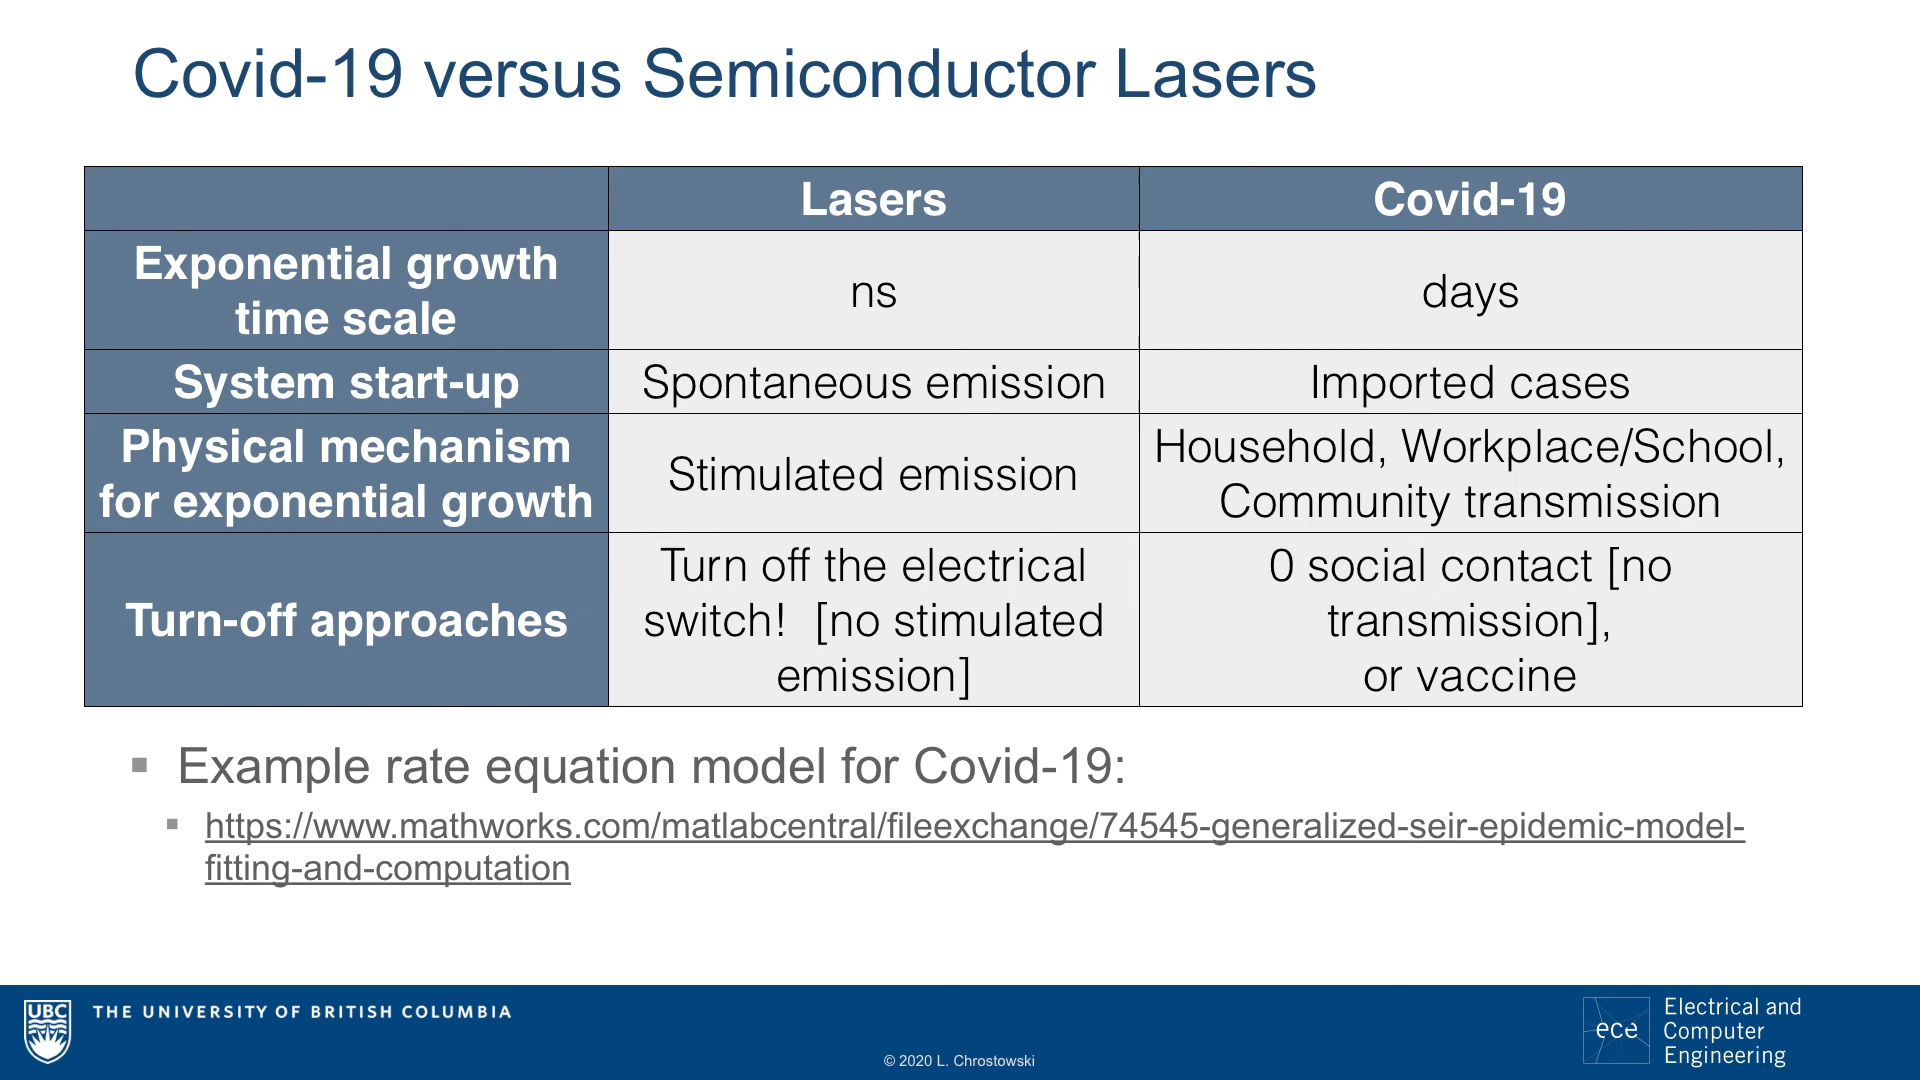 Covid-19 versus Semiconductor Lasers
Lasers
Covid-19
Exponential growth
time scale
ns
days
System start-up
Spontaneous emission
Imported cases
Physical mechanism
for exponential growth
Stimulated emission
Household, Workplace/School,
Community transmission
Turn-off approaches
Turn off the electrical
switch!  [no stimulated
emission]
0 social contact [no
transmission],
or vaccine
Example rate equation model for Covid-19:
https://www.mathworks.com/matlabcentral/fileexchange/74545-generalized-seir-epidemic-model-
fitting-and-computation
UBC
THE UNIVERSITY OF BRITISH COLUMBIA
© 2020 L. Chrostowski
ece
Electrical and
Computer
Engineering